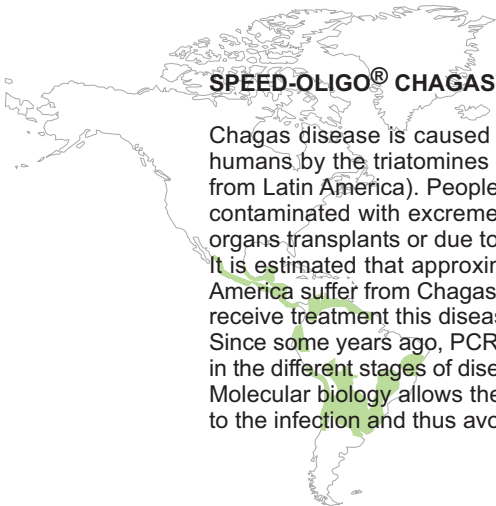 SPEED-OLIGO® CHAGAS
Chagas disease is caused
humans by the triatomines
from Latin America). People
contaminated with excreme
organs transplants or due to
It is estimated that approxin
America suffer from Chagas
receive treatment this diseas
Since some years ago, PCR
in the different stages of dise
Molecular biology allows the
to the infection and thus avo